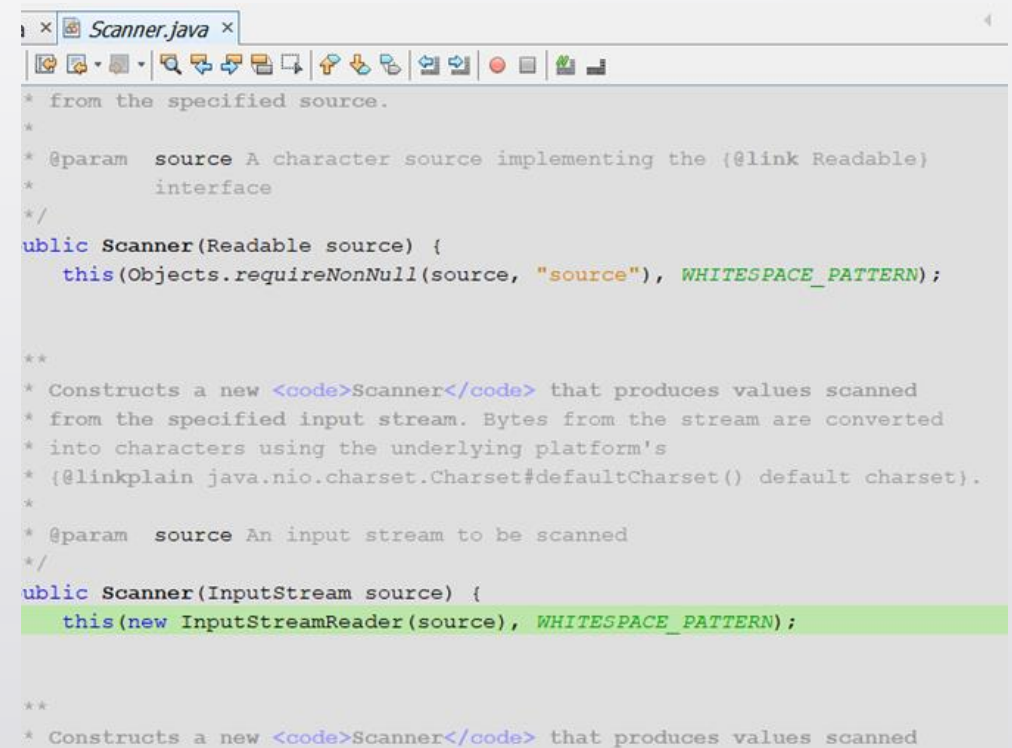 Scanner.java
* from the specified source.
*
* @param  source A character source implementing the {@link Readable}
*         interface
*/
ublic Scanner(Readable source) {
   this(Objects.requireNonNull(source, "source"), WHITESPACE_PATTERN);
**
* Constructs a new <code>Scanner</code> that produces values scanned
* from the specified input stream. Bytes from the stream are converted
* into characters using the underlying platform's
* {@linkplain java.nio.charset.Charset#defaultCharset() default charset}.
*
* @param  source An input stream to be scanned
*/
ublic Scanner(InputStream source) {
   this(new InputStreamReader(source), WHITESPACE_PATTERN);
**
* Constructs a new <code>Scanner</code> that produces values scanned